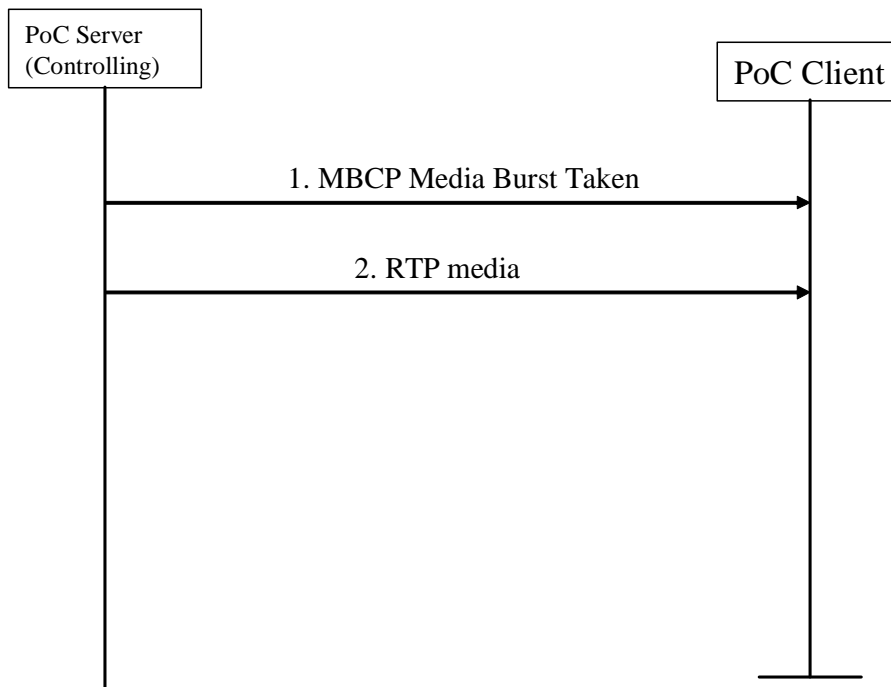 PoC Server
(Controlling)
PoC Client
1. MBCP Media Burst Taken
2. RTP media